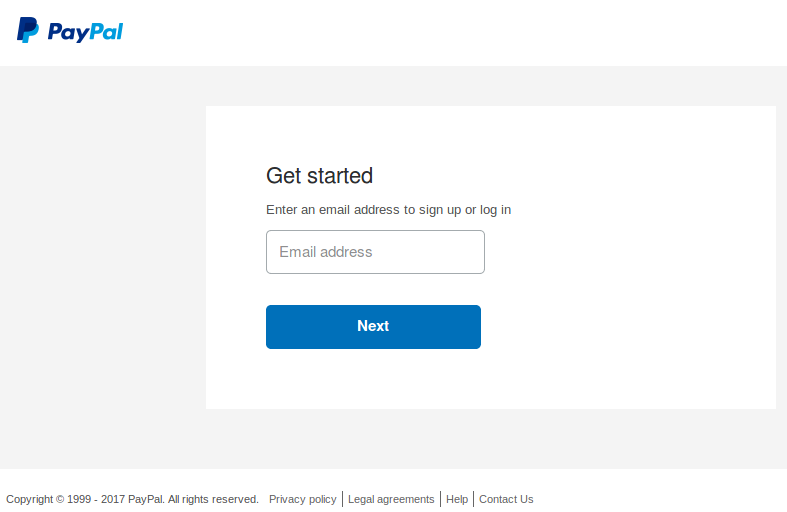 PayPal
Get started
Enter an email address to sign up or log in
Email address
Next
Copyright © 1999 - 2017 PayPal. All rights reserved. Privacy policy Legal agreements Help Contact Us